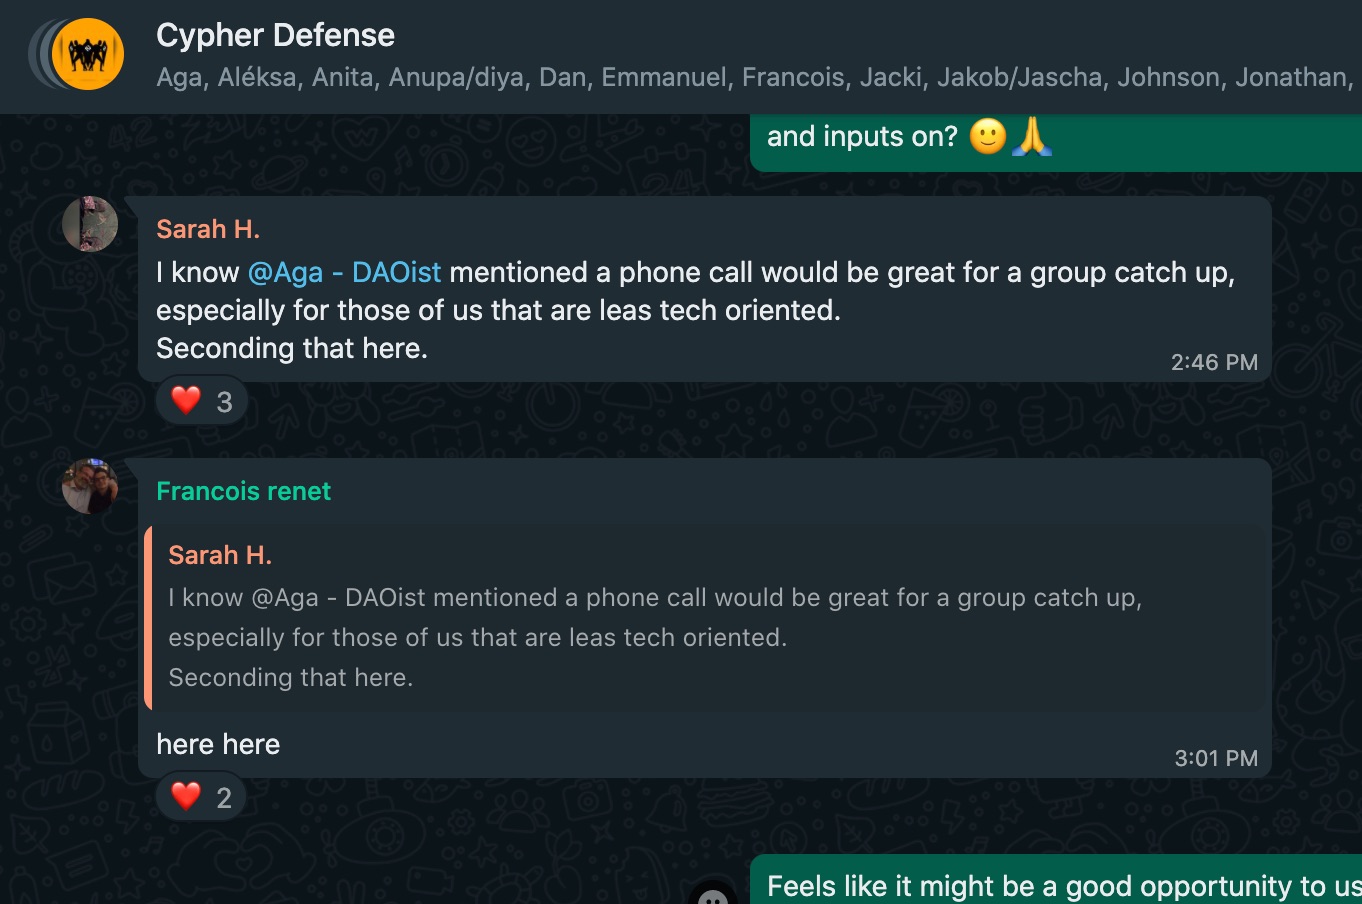 Cypher Defense
Aga, Aléksa, Anita, Anupa/diya, Dan, Emmanuel, Francois, Jacki, Jakob/Jascha, Johnson, Jonathan,
and inputs on? 🙂🙏
Sarah H.
I know @Aga - DAOist mentioned a phone call would be great for a group catch up,
especially for those of us that are leas tech oriented.
Seconding that here.
2:46 PM
❤️ 3
Francois renet
Sarah H.
I know @Aga - DAOist mentioned a phone call would be great for a group catch up,
especially for those of us that are leas tech oriented.
Seconding that here.
here here
3:01 PM
❤️ 2
Feels like it might be a good opportunity to us